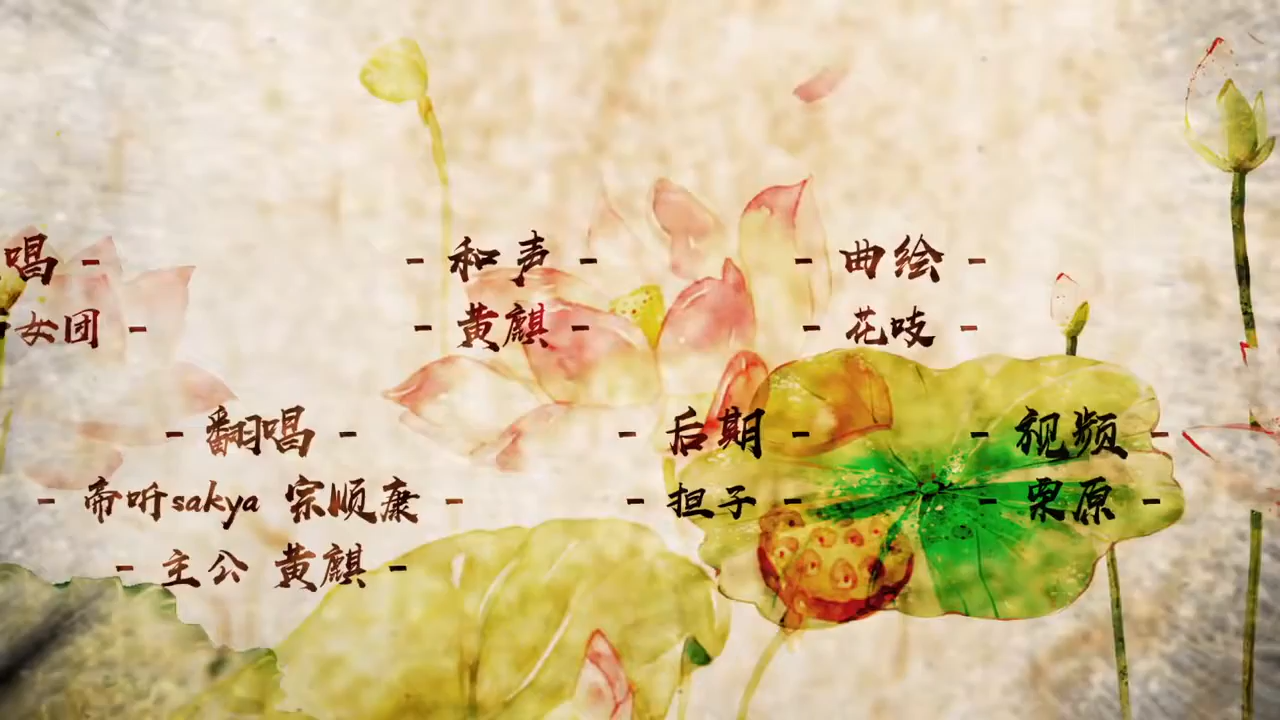 唱 -
女团 -
- 和声 -
- 黄麒 -
- 曲绘 -
- 花吱 -
- 翻唱 -
- 帝听sakya 宗顺康 -
- 主公 黄麒 -
- 后期 -
- 担子 -
- 视频 -
- 栗原 -